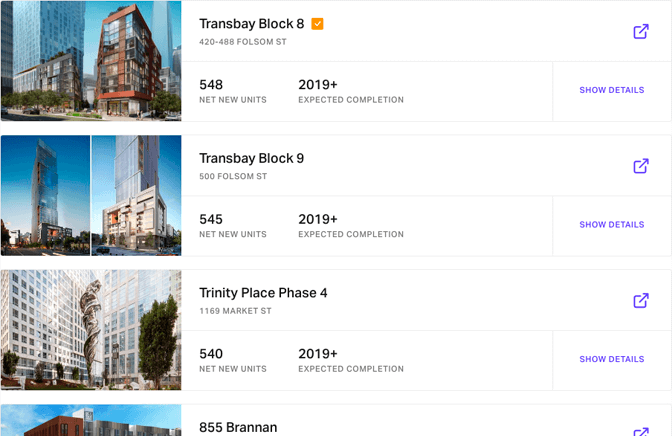 Transbay Block 8
420-488 FOLSOM ST
548
NET NEW UNITS
2019+
EXPECTED COMPLETION
SHOW DETAILS
Transbay Block 9
500 FOLSOM ST
545
NET NEW UNITS
2019+
EXPECTED COMPLETION
SHOW DETAILS
Trinity Place Phase 4
1169 MARKET ST
540
NET NEW UNITS
2019+
EXPECTED COMPLETION
SHOW DETAILS
855 Brannan